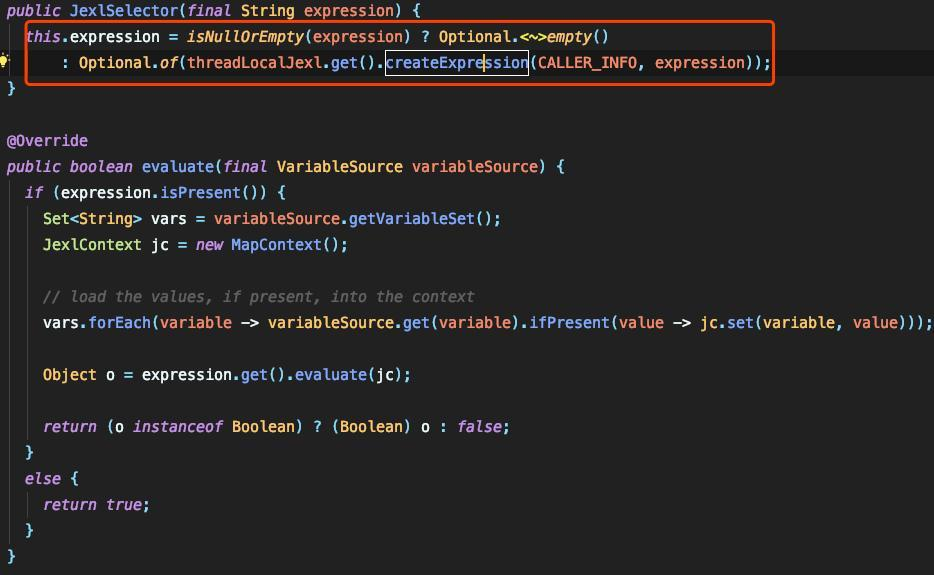 public JexlSelector(final String expression) {
this.expression = isNullOrEmpty(expression) ? Optional.<~>empty()
: Optional.of(threadLocalJexl.get().createExpression(CALLER_INFO, expression));
}
@Override
public boolean evaluate(final VariableSource variableSource) {
if (expression.isPresent()) {
Set<String> vars = variableSource.getVariableSet();
JexlContext jc = new MapContext();
// load the values, if present, into the context
vars.forEach(variable -> variableSource.get(variable).ifPresent(value -> jc.set(variable, value)));
Object o = expression.get().evaluate(jc);
return (o instanceof Boolean) ? (Boolean) o : false;
}
else {
return true;
}
}